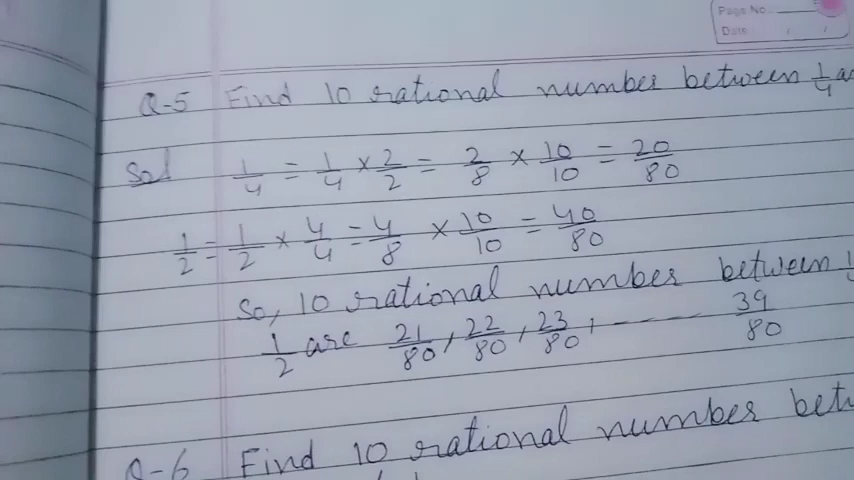 Page No.
Date / /
Q-5 Find 10 rational number between 1/4 a
Sol 1/4 = 1/4 × 2/2 = 2/8 × 10/10 = 20/80
1/2 = 1/2 × 4/4 = 4/8 × 10/10 = 40/80
So, 10 rational number between
1/2 are 21/80, 22/80, 23/80, ------ 39/80
Q-6 Find 10 rational number bet